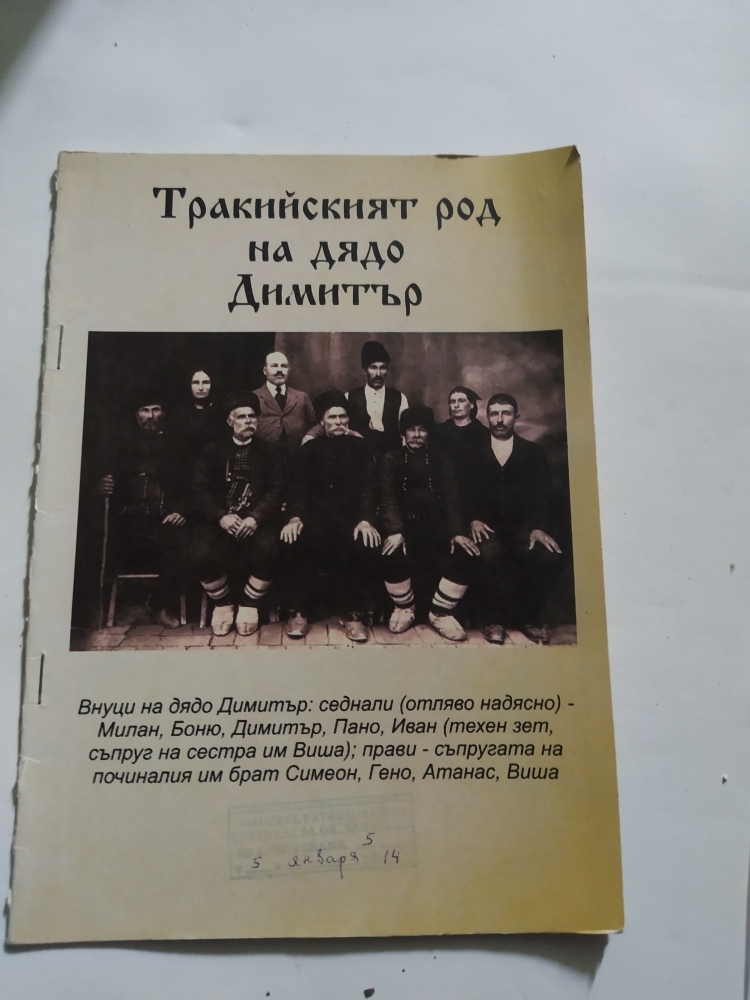 Тракийският род
на дядо
Димитър
Внуци на дядо Димитър: седнали (отляво надясно) -
Милан, Боню, Димитър, Пано, Иван (техен зет,
съпруг на сестра им Виша); прави - съпругата на
починалия им брат Симеон, Гено, Атанас, Виша
5
5 января 14